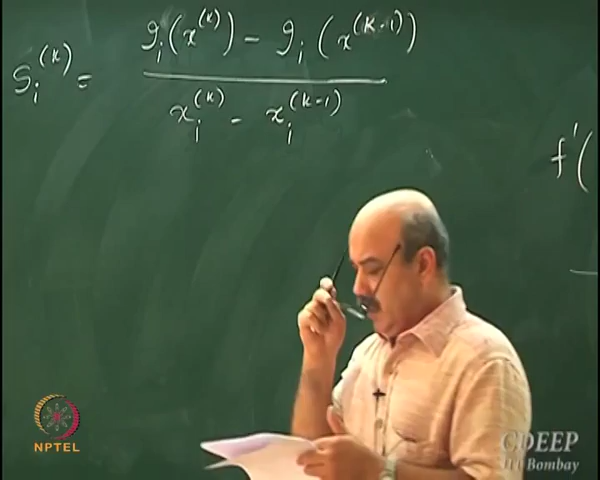 S_i^(k) = g_i(x^(k)) - g_i(x^(k-1))
x_i^(k) - x_i^(k-1)
f'(
NPTEL
CDEEP
IIT Bombay